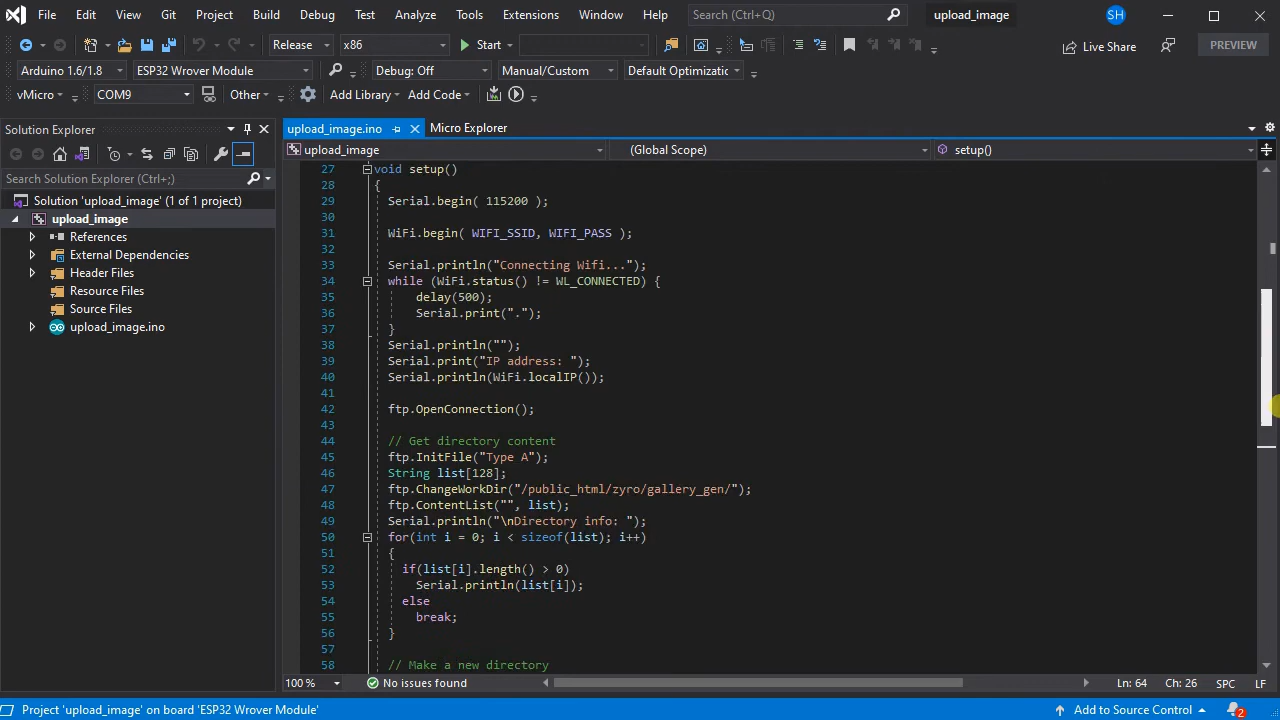 File Edit View Git Project Build Debug Test Analyze Tools Extensions Window Help Search (Ctrl+Q) upload_image SH
Release x86 Start Live Share PREVIEW
Arduino 1.6/1.8 ESP32 Wrover Module Debug: Off Manual/Custom Default Optimizatic
vMicro COM9 Other Add Library Add Code
Solution Explorer
upload_image.ino Micro Explorer
upload_image (Global Scope) setup()
Search Solution Explorer (Ctrl+;)
Solution 'upload_image' (1 of 1 project)
upload_image
References
External Dependencies
Header Files
Resource Files
Source Files
upload_image.ino
27 void setup()
28 {
29 Serial.begin( 115200 );
30
31 WiFi.begin( WIFI_SSID, WIFI_PASS );
32
33 Serial.println("Connecting Wifi...");
34 while (WiFi.status() != WL_CONNECTED) {
35 delay(500);
36 Serial.print(".");
37 }
38 Serial.println("");
39 Serial.print("IP address: ");
40 Serial.println(WiFi.localIP());
41
42 ftp.OpenConnection();
43
44 // Get directory content
45 ftp.InitFile("Type A");
46 String list[128];
47 ftp.ChangeWorkDir("/public_html/zyro/gallery_gen/");
48 ftp.ContentList("", list);
49 Serial.println("\nDirectory info: ");
50 for(int i = 0; i < sizeof(list); i++)
51 {
52 if(list[i].length() > 0)
53 Serial.println(list[i]);
54 else
55 break;
56 }
57
58 // Make a new directory
100 % No issues found Ln: 64 Ch: 26 SPC LF
Project 'upload_image' on board 'ESP32 Wrover Module' Add to Source Control 2